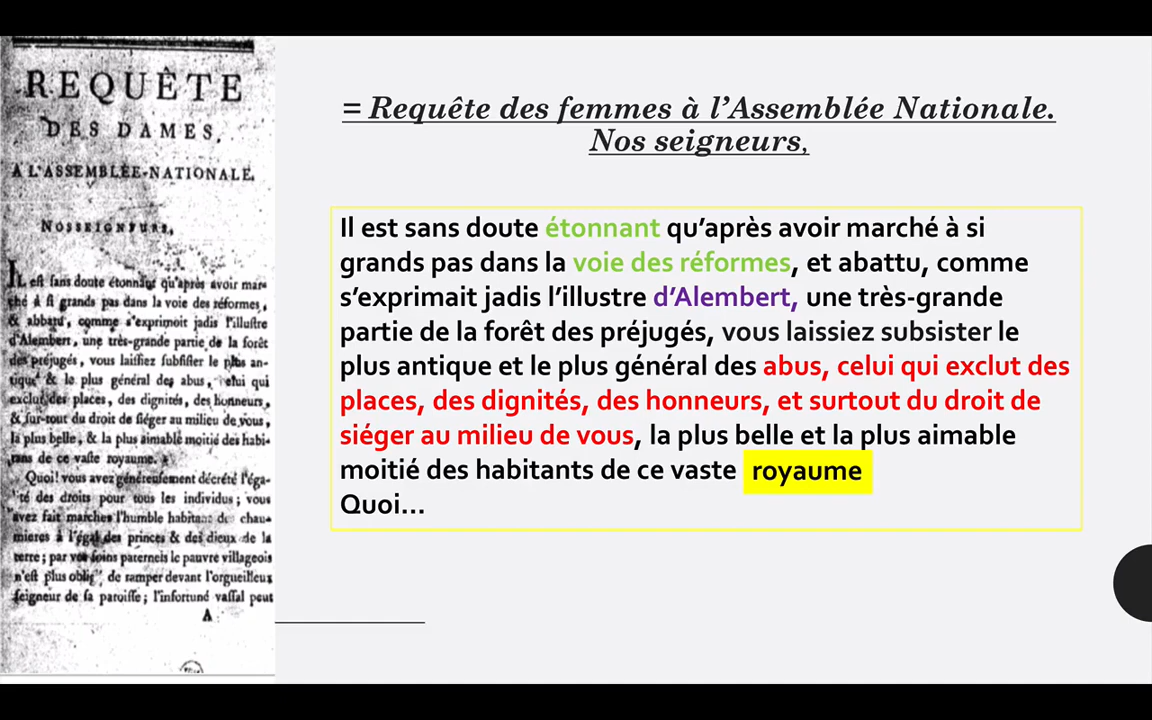 REQUÊTE
DES DAMES,
A L'ASSEMBLÉE-NATIONALE.
NOSSEIGNEURS,
IL est sans doute étonnant qu'après avoir mar-
ché à si grands pas dans la voie des réformes,
& abbatu, comme s'exprimoit jadis l'illustre
d'Alembert, une très-grande partie de la forêt
des préjugés, vous laissiez subsister le plus an-
tique & le plus général des abus, celui qui
exclut des places, des dignités, des honneurs,
& sur-tout du droit de siéger au milieu de vous,
la plus belle, & la plus aimable moitié des habi-
tans de ce vaste royaume.
Quoi! vous avez généreusement décrété l'éga-
lité des droits pour tous les individus; vous
avez fait marcher l'humble habitant des chau-
mieres à l'égal des princes & des dieux de la
terre; par vos soins paternels le pauvre villageois
n'est plus obligé de ramper devant l'orgueilleux
seigneur de sa paroisse; l'infortuné vassal peut
A
= Requête des femmes à l'Assemblée Nationale.
Nos seigneurs,
Il est sans doute étonnant qu'après avoir marché à si
grands pas dans la voie des réformes, et abattu, comme
s'exprimait jadis l'illustre d'Alembert, une très-grande
partie de la forêt des préjugés, vous laissiez subsister le
plus antique et le plus général des abus, celui qui exclut des
places, des dignités, des honneurs, et surtout du droit de
siéger au milieu de vous, la plus belle et la plus aimable
moitié des habitants de ce vaste royaume
Quoi...